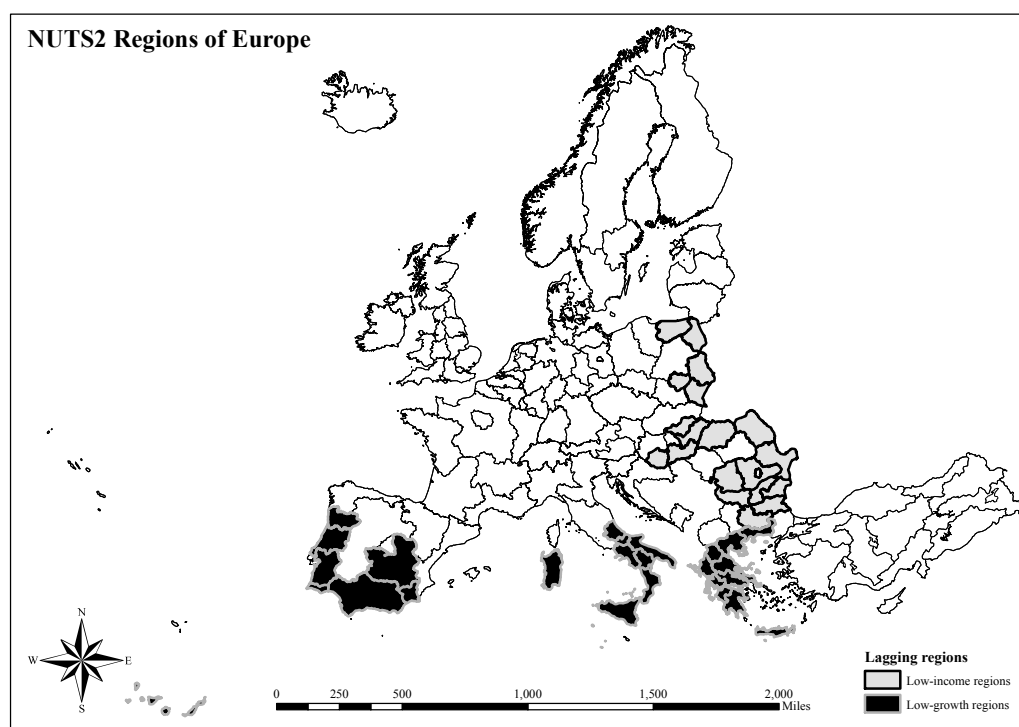 NUTS2 Regions of Europe
N
W
E
S
0 250 500 1,000 1,500 2,000
Miles
Lagging regions
Low-income regions
Low-growth regions